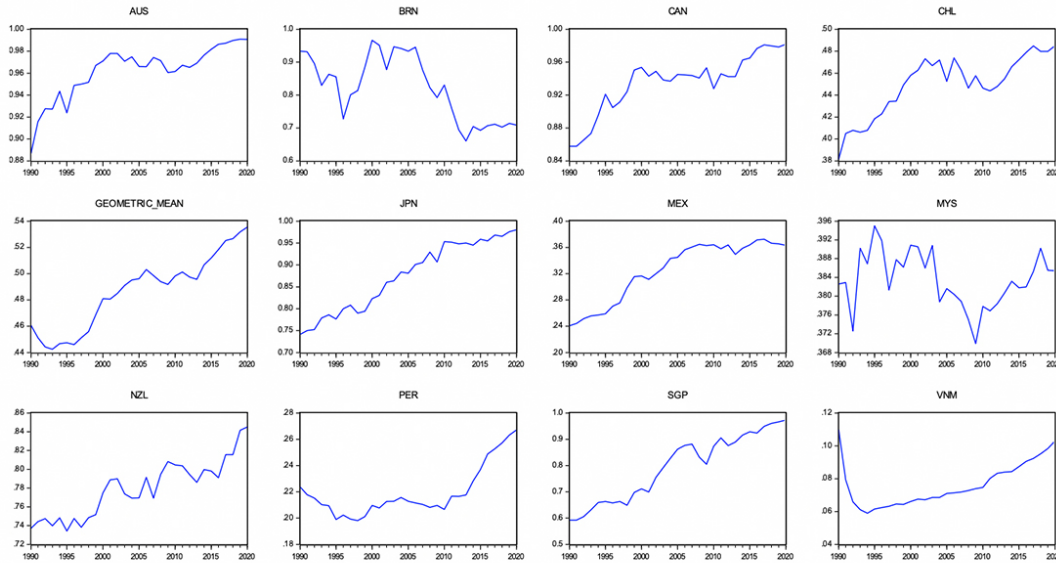 AUS BRN CAN CHL
1.00 1.0 1.00 .50
0.98 0.9 0.96 .48
0.96 0.8 0.92 .46
0.94 0.7 0.88 .44
0.92 0.6 0.84 .42
0.90 .40
0.88 .38
1990 1995 2000 2005 2010 2015 2020 1990 1995 2000 2005 2010 2015 2020 1990 1995 2000 2005 2010 2015 2020 1990 1995 2000 2005 2010 2015 2020
GEOMETRIC_MEAN JPN MEX MYS
.54 1.00 .40 .396
.52 0.95 .36 .392
.50 0.90 .32 .388
.48 0.85 .28 .384
.46 0.80 .24 .380
.44 0.75 .20 .376
0.70 .372
.368
1990 1995 2000 2005 2010 2015 2020 1990 1995 2000 2005 2010 2015 2020 1990 1995 2000 2005 2010 2015 2020 1990 1995 2000 2005 2010 2015 2020
NZL PER SGP VNM
.86 .28 1.0 .12
.84 .26 0.9 .10
.82 .24 0.8 .08
.80 .22 0.7 .06
.78 .20 0.6 .04
.76 .18 0.5
.74
.72
1990 1995 2000 2005 2010 2015 2020 1990 1995 2000 2005 2010 2015 2020 1990 1995 2000 2005 2010 2015 2020 1990 1995 2000 2005 2010 2015 2020